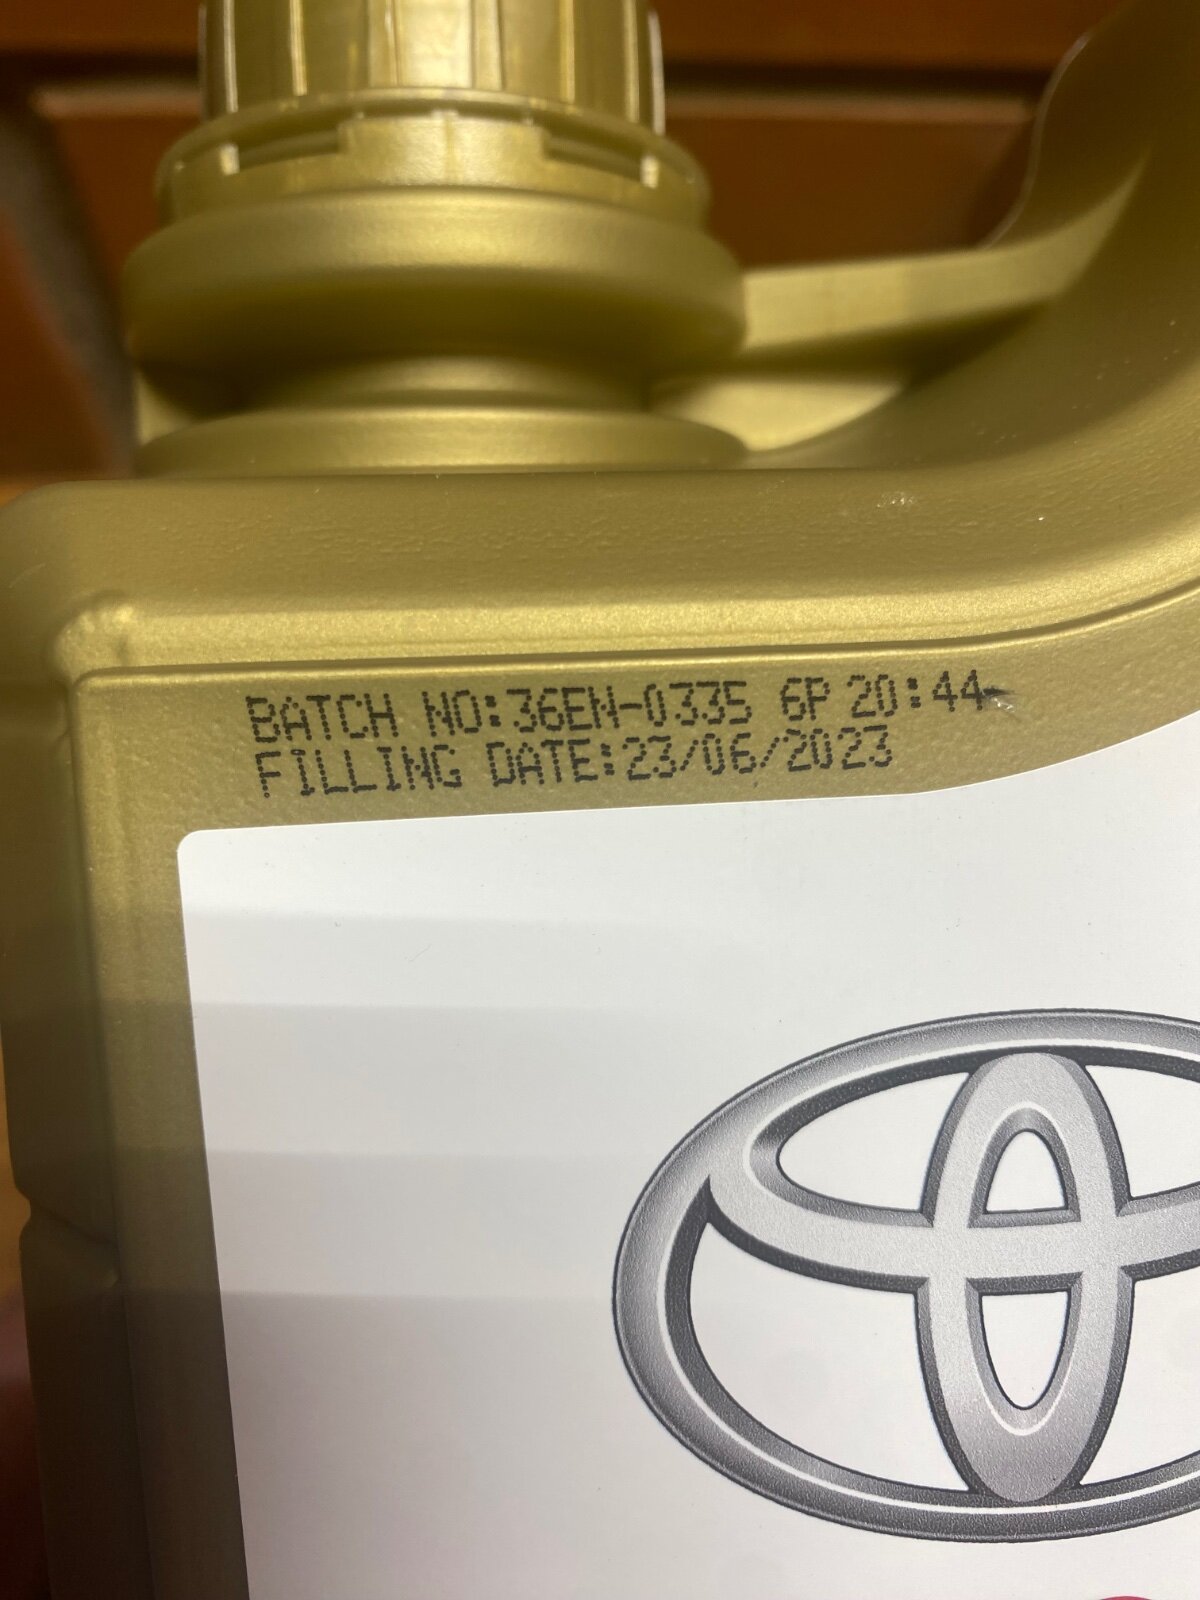 BATCH NO:36EN-0335 6P 20:44
FILLING DATE:23/06/2023